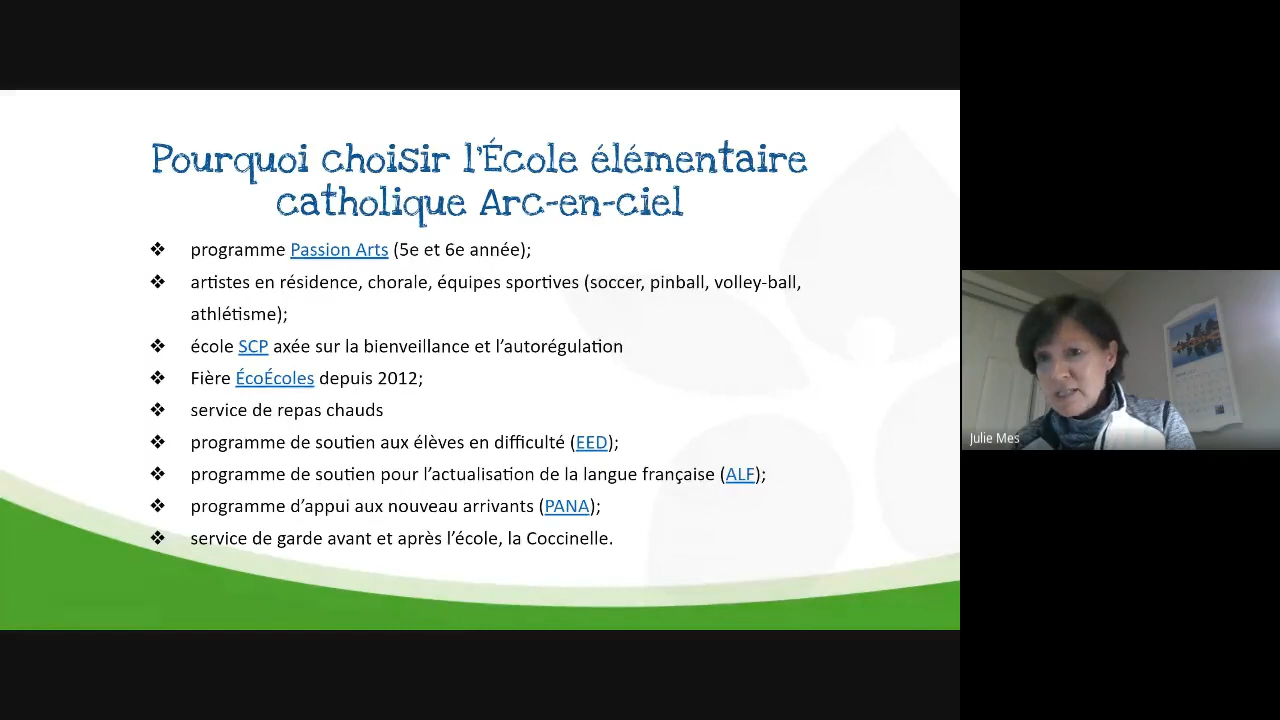 Pourquoi choisir l'École élémentaire
catholique Arc-en-ciel
❖ programme Passion Arts (5e et 6e année);
❖ artistes en résidence, chorale, équipes sportives (soccer, pinball, volley-ball,
athlétisme);
❖ école SCP axée sur la bienveillance et l'autorégulation
❖ Fière ÉcoÉcoles depuis 2012;
❖ service de repas chauds
❖ programme de soutien aux élèves en difficulté (EED);
❖ programme de soutien pour l'actualisation de la langue française (ALF);
❖ programme d'appui aux nouveau arrivants (PANA);
❖ service de garde avant et après l'école, la Coccinelle.
Julie Mes